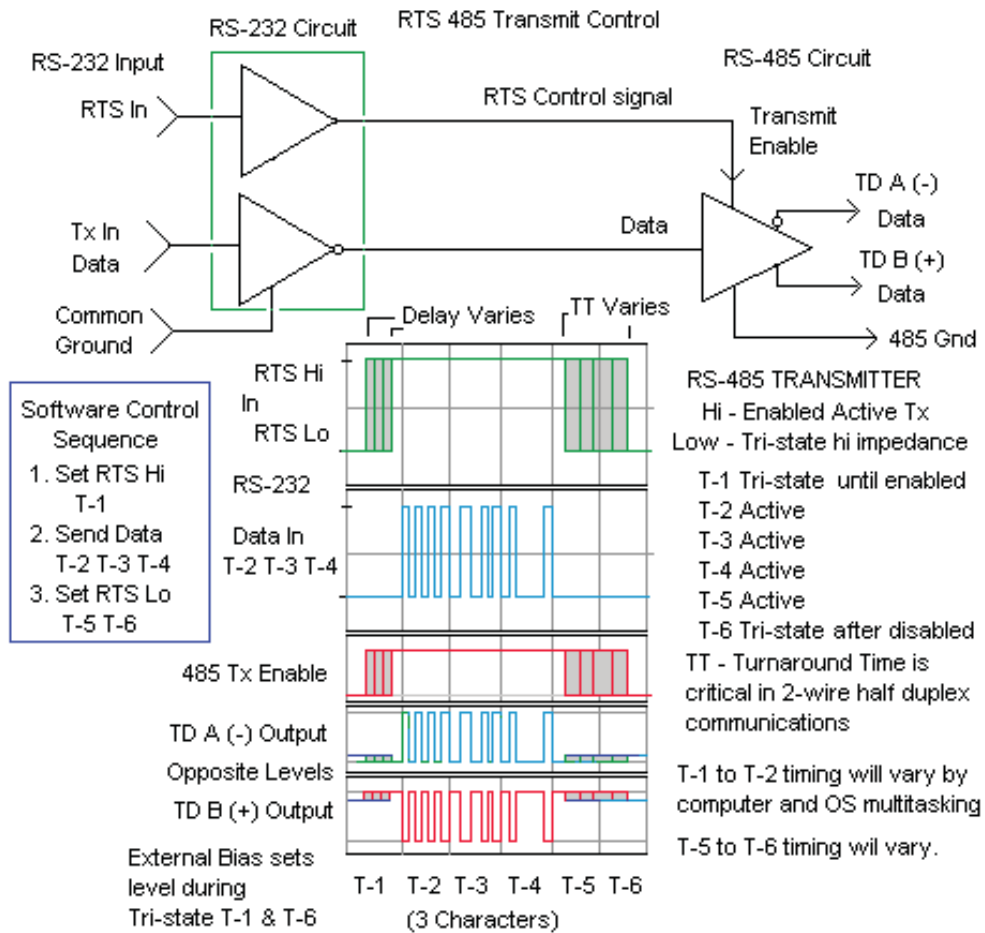 RTS 485 Transmit Control
RS-232 Circuit
RS-232 Input
RS-485 Circuit
RTS In
RTS Control signal
Transmit
Enable
TD A (-)
Data
Tx In
Data
Data
TD B (+)
Data
Common
Ground
Delay Varies
TT Varies
485 Gnd
Software Control
Sequence
1. Set RTS Hi
T-1
2. Send Data
T-2 T-3 T-4
3. Set RTS Lo
T-5 T-6
RTS Hi
In
RTS Lo
RS-232
Data In
T-2 T-3 T-4
485 Tx Enable
TD A (-) Output
Opposite Levels
TD B (+) Output
External Bias sets
level during
Tri-state T-1 & T-6
T-1 T-2 T-3 T-4 T-5 T-6
(3 Characters)
RS-485 TRANSMITTER
Hi - Enabled Active Tx
Low - Tri-state hi impedance
T-1 Tri-state until enabled
T-2 Active
T-3 Active
T-4 Active
T-5 Active
T-6 Tri-state after disabled
TT - Turnaround Time is
critical in 2-wire half duplex
communications
T-1 to T-2 timing will vary by
computer and OS multitasking
T-5 to T-6 timing wil vary.